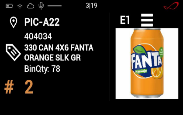 3:19
PIC-A22
E1
404034
330 CAN 4X6 FANTA
ORANGE SLK GR
BinQty: 78
# 2
FANTA